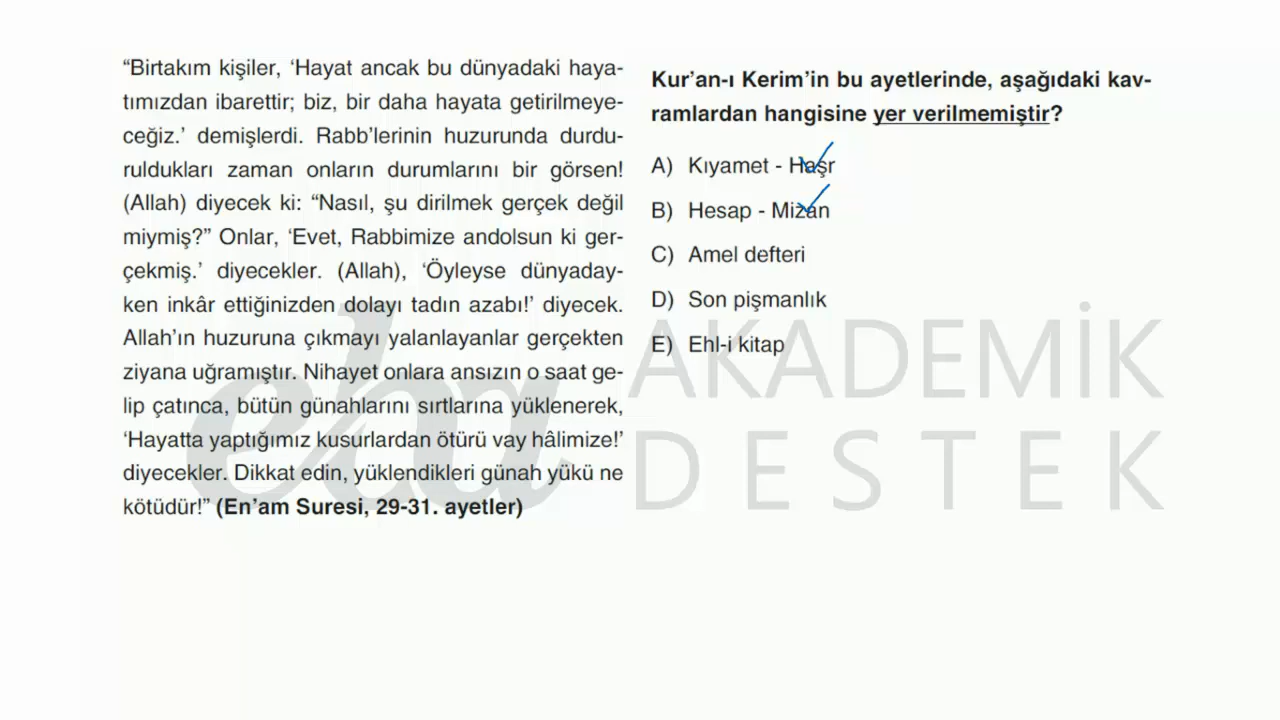 “Birtakım kişiler, ‘Hayat ancak bu dünyadaki haya-
tımızdan ibarettir; biz, bir daha hayata getirilmeye-
ceğiz.’ demişlerdi. Rabb’lerinin huzurunda durdu-
ruldukları zaman onların durumlarını bir görsen!
(Allah) diyecek ki: “Nasıl, şu dirilmek gerçek değil
miymiş?” Onlar, ‘Evet, Rabbimize andolsun ki ger-
çekmiş.’ diyecekler. (Allah), ‘Öyleyse dünyaday-
ken inkâr ettiğinizden dolayı tadın azabı!’ diyecek.
Allah’ın huzuruna çıkmayı yalanlayanlar gerçekten
ziyana uğramıştır. Nihayet onlara ansızın o saat ge-
lip çatınca, bütün günahlarını sırtlarına yüklenerek,
‘Hayatta yaptığımız kusurlardan ötürü vay hâlimize!’
diyecekler. Dikkat edin, yüklendikleri günah yükü ne
kötüdür!” (En’am Suresi, 29-31. ayetler)
Kur’an-ı Kerim’in bu ayetlerinde, aşağıdaki kav-
ramlardan hangisine yer verilmemiştir?
A) Kıyamet - Haşr
B) Hesap - Mizan
C) Amel defteri
D) Son pişmanlık
E) Ehl-i kitap
eba AKADEMİK
DESTEK